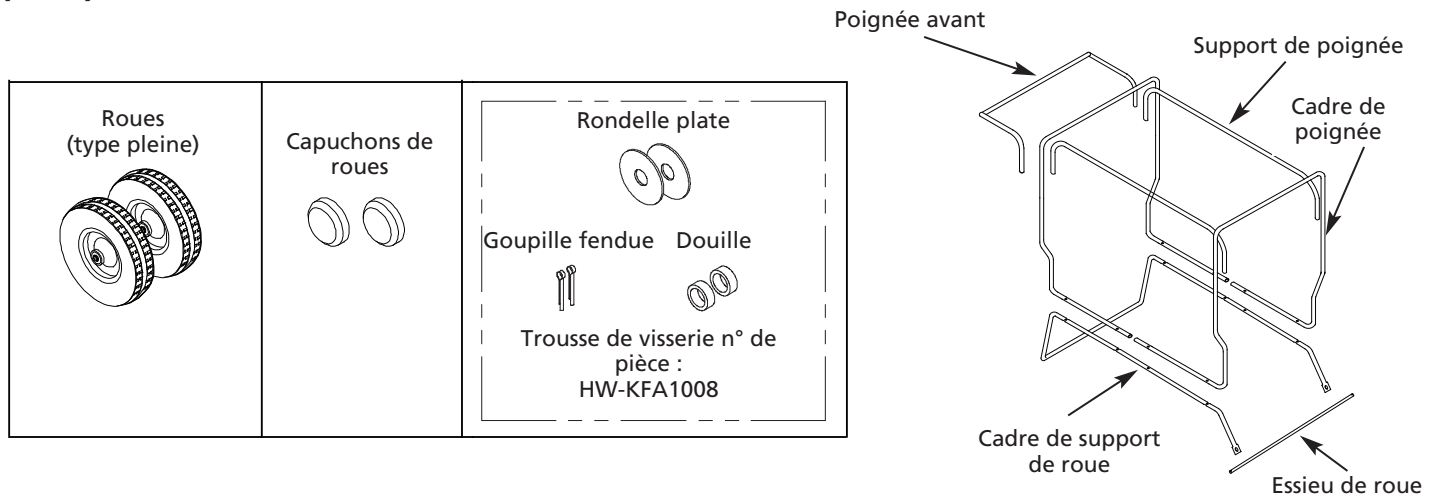 Roues
(type pleine)
Capuchons de
roues
Rondelle plate
Goupille fendue
Douille
Trousse de visserie n° de
pièce :
HW-KFA1008
Poignée avant
Support de poignée
Cadre de
poignée
Cadre de support
de roue
Essieu de roue